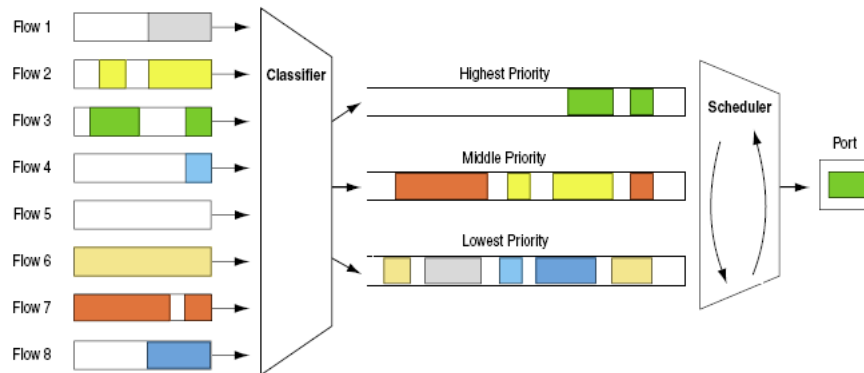 Flow 1
Flow 2
Flow 3
Flow 4
Flow 5
Flow 6
Flow 7
Flow 8
Classifier
Highest Priority
Middle Priority
Lowest Priority
Scheduler
Port